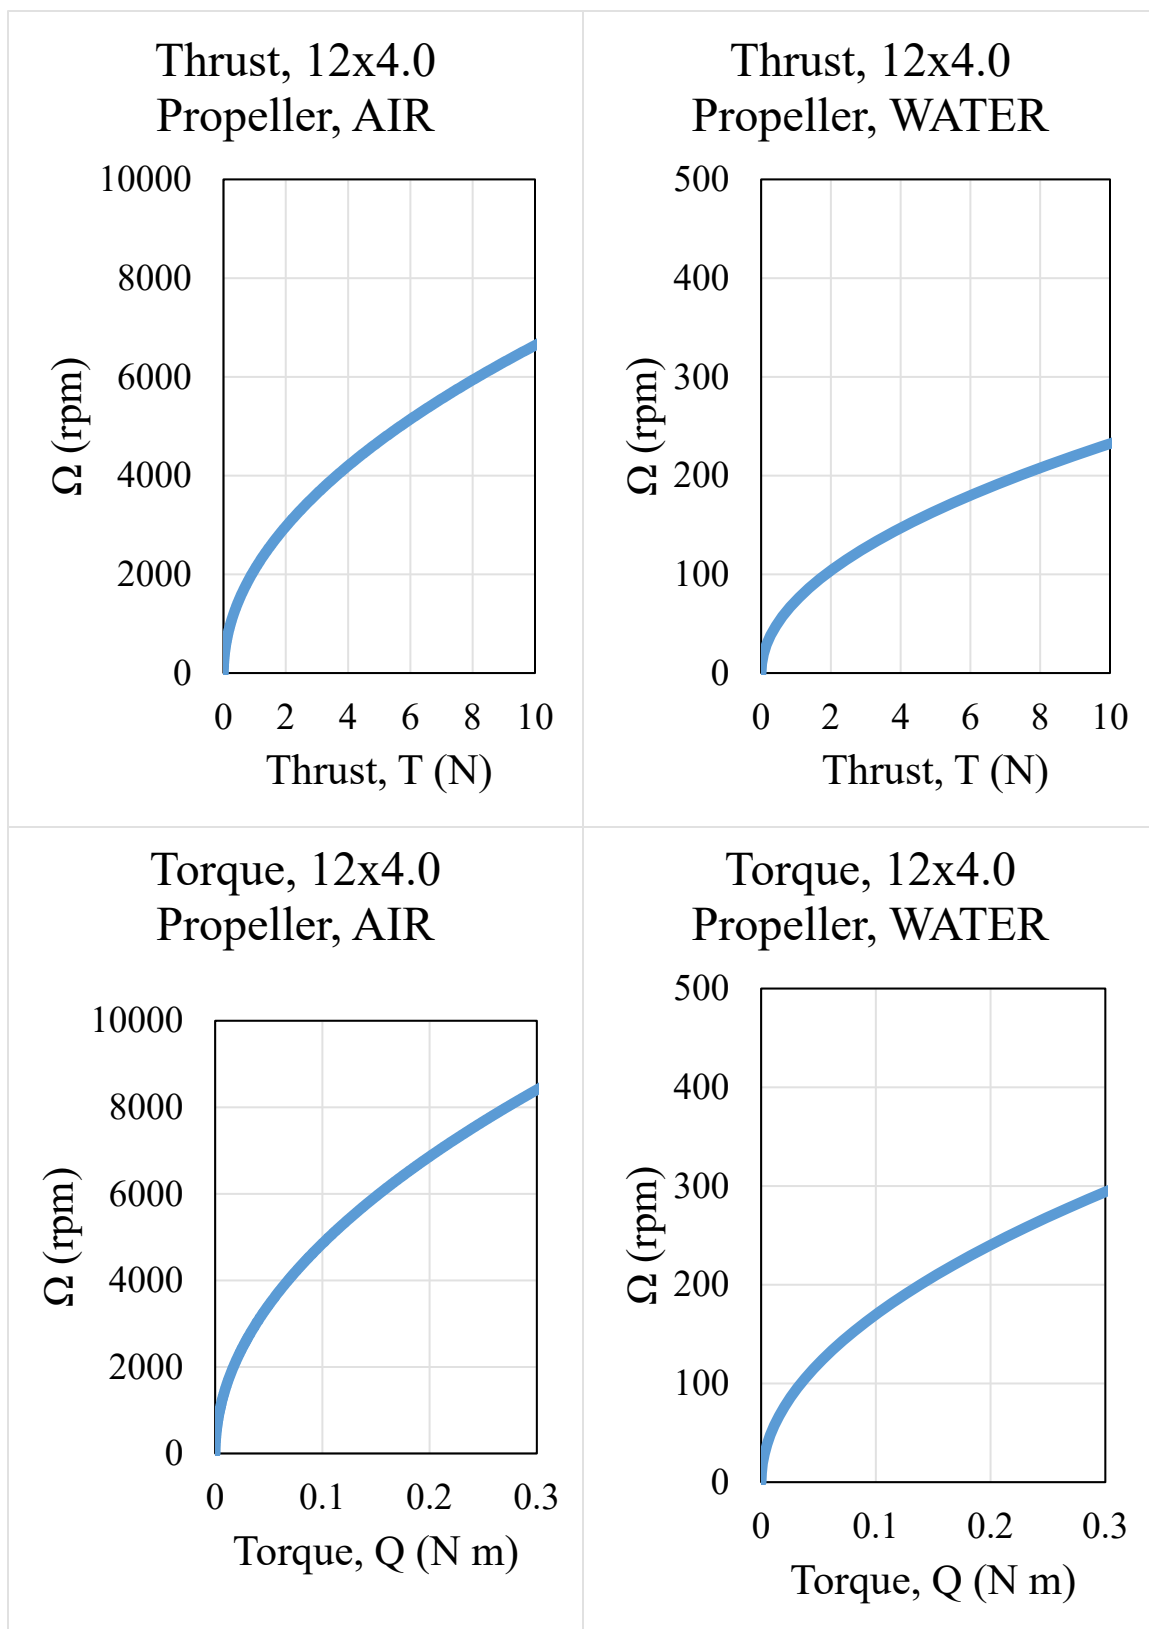 Thrust, 12x4.0
Propeller, AIR
10000
8000
6000
4000
2000
0
Ω (rpm)
0 2 4 6 8 10
Thrust, T (N)
Thrust, 12x4.0
Propeller, WATER
500
400
300
200
100
0
Ω (rpm)
0 2 4 6 8 10
Thrust, T (N)
Torque, 12x4.0
Propeller, AIR
10000
8000
6000
4000
2000
0
Ω (rpm)
0 0.1 0.2 0.3
Torque, Q (N m)
Torque, 12x4.0
Propeller, WATER
500
400
300
200
100
0
Ω (rpm)
0 0.1 0.2 0.3
Torque, Q (N m)